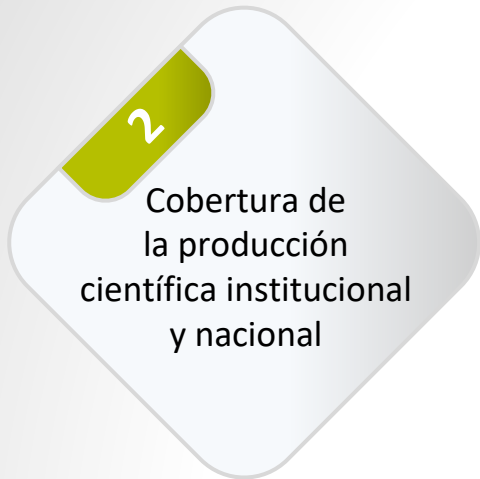 2
Cobertura de
la producción
científica institucional
y nacional